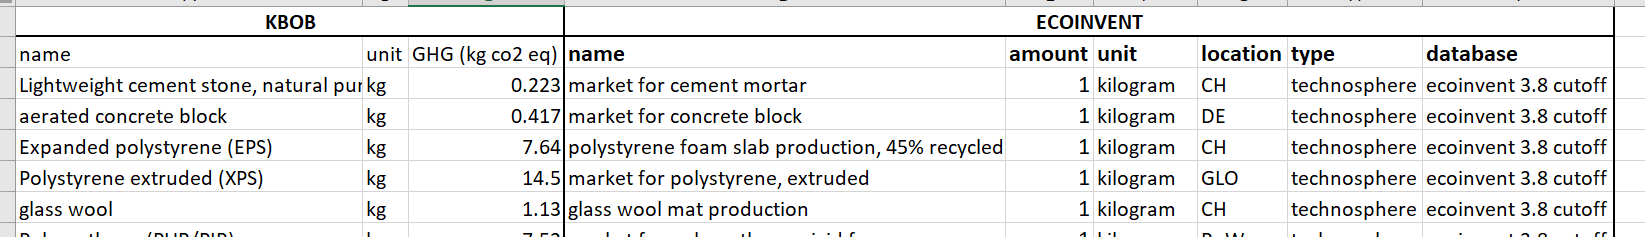 KBOB ECOINVENT
name unit GHG (kg co2 eq) name amount unit location type database
Lightweight cement stone, natural pur kg 0.223 market for cement mortar 1 kilogram CH technosphere ecoinvent 3.8 cutoff
aerated concrete block kg 0.417 market for concrete block 1 kilogram DE technosphere ecoinvent 3.8 cutoff
Expanded polystyrene (EPS) kg 7.64 polystyrene foam slab production, 45% recycled 1 kilogram CH technosphere ecoinvent 3.8 cutoff
Polystyrene extruded (XPS) kg 14.5 market for polystyrene, extruded 1 kilogram GLO technosphere ecoinvent 3.8 cutoff
glass wool kg 1.13 glass wool mat production 1 kilogram CH technosphere ecoinvent 3.8 cutoff